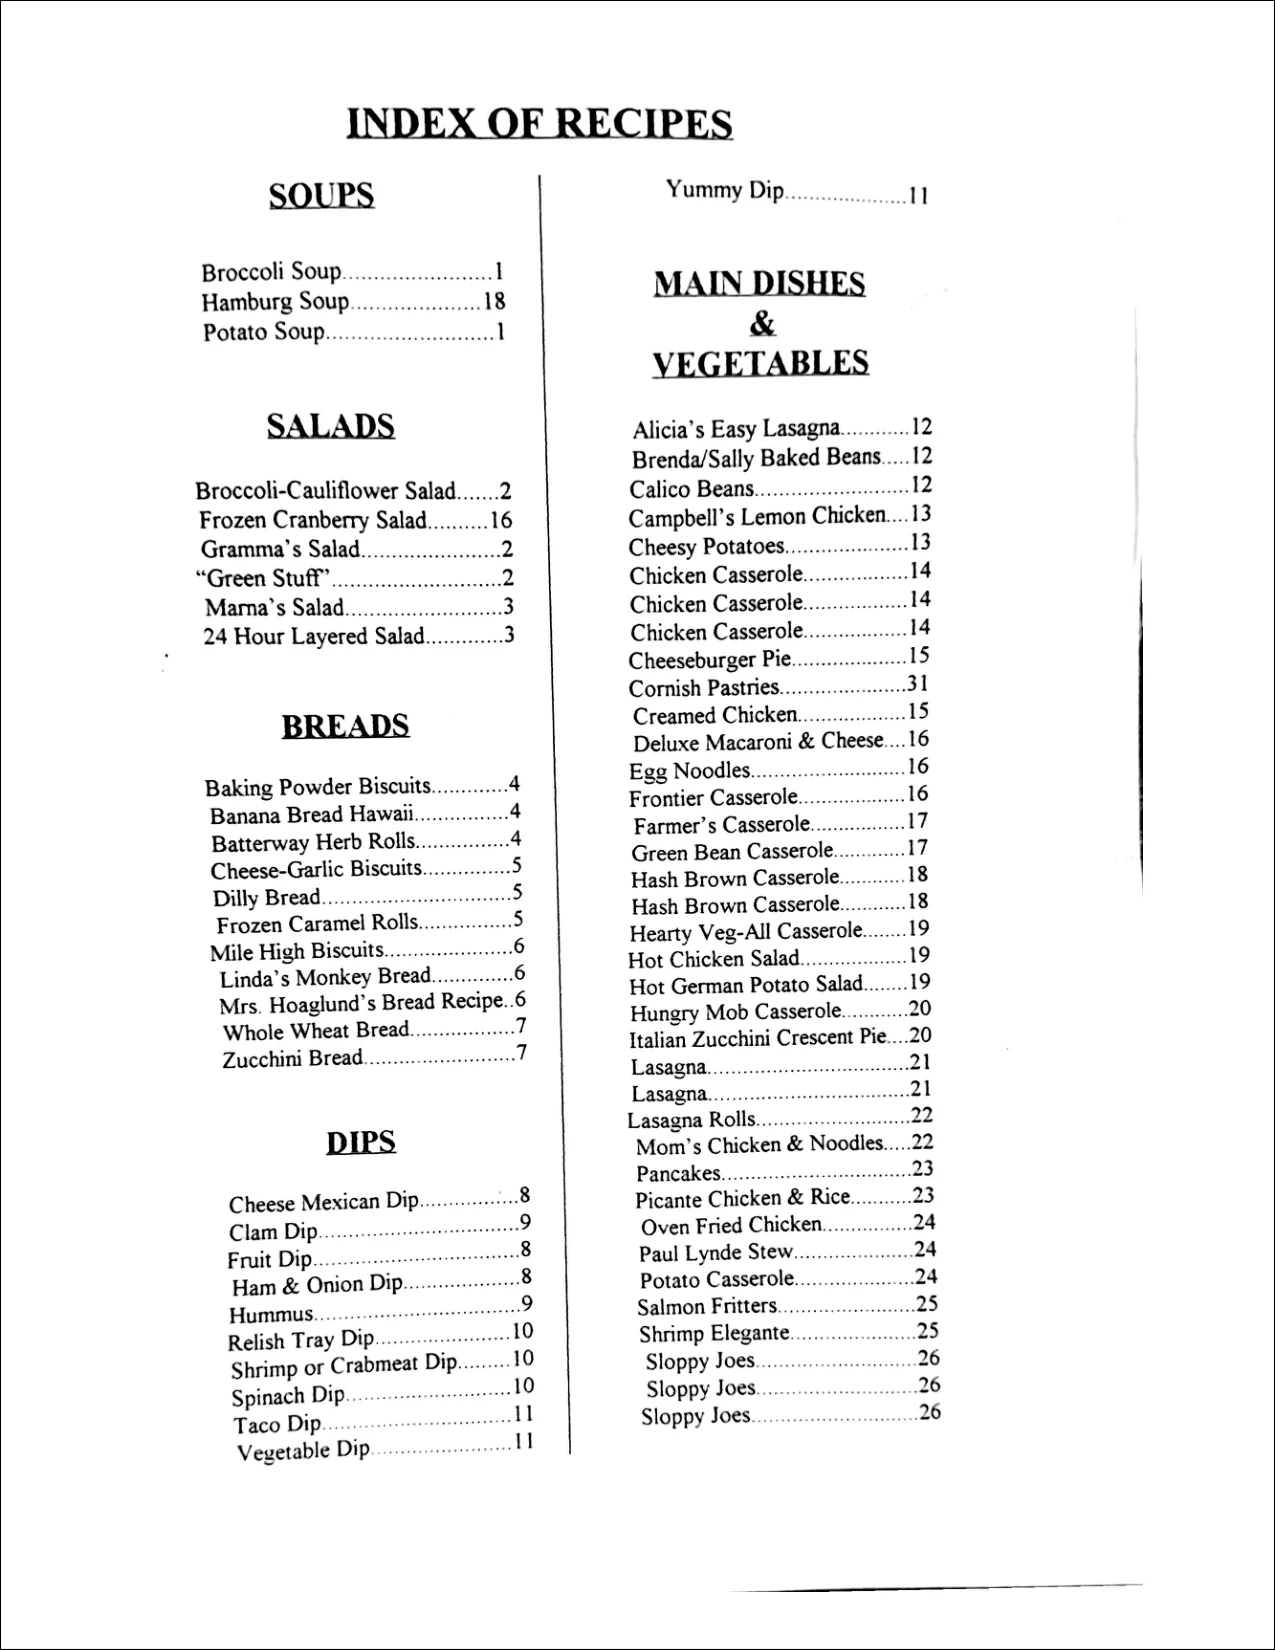 INDEX OF RECIPES
SOUPS
Broccoli Soup.........................1
Hamburg Soup......................18
Potato Soup............................1
SALADS
Broccoli-Cauliflower Salad.......2
Frozen Cranberry Salad..........16
Gramma's Salad.......................2
"Green Stuff'............................2
Mama's Salad..........................3
24 Hour Layered Salad.............3
BREADS
Baking Powder Biscuits.............4
Banana Bread Hawaii................4
Batterway Herb Rolls................4
Cheese-Garlic Biscuits...............5
Dilly Bread................................5
Frozen Caramel Rolls................5
Mile High Biscuits......................6
Linda's Monkey Bread..............6
Mrs. Hoaglund's Bread Recipe..6
Whole Wheat Bread..................7
Zucchini Bread.........................7
DIPS
Cheese Mexican Dip.................8
Clam Dip..................................9
Fruit Dip...................................8
Ham & Onion Dip....................8
Hummus...................................9
Relish Tray Dip.......................10
Shrimp or Crabmeat Dip.........10
Spinach Dip............................10
Taco Dip................................11
Vegetable Dip........................11
Yummy Dip.....................11
MAIN DISHES
&
VEGETABLES
Alicia's Easy Lasagna............12
Brenda/Sally Baked Beans.....12
Calico Beans..........................12
Campbell's Lemon Chicken....13
Cheesy Potatoes.....................13
Chicken Casserole..................14
Chicken Casserole..................14
Chicken Casserole..................14
Cheeseburger Pie....................15
Cornish Pastries......................31
Creamed Chicken...................15
Deluxe Macaroni & Cheese....16
Egg Noodles..........................16
Frontier Casserole...................16
Farmer's Casserole.................17
Green Bean Casserole.............17
Hash Brown Casserole............18
Hash Brown Casserole............18
Hearty Veg-All Casserole........19
Hot Chicken Salad...................19
Hot German Potato Salad........19
Hungry Mob Casserole............20
Italian Zucchini Crescent Pie....20
Lasagna..................................21
Lasagna..................................21
Lasagna Rolls..........................22
Mom's Chicken & Noodles.....22
Pancakes................................23
Picante Chicken & Rice...........23
Oven Fried Chicken................24
Paul Lynde Stew.....................24
Potato Casserole.....................24
Salmon Fritters.......................25
Shrimp Elegante.....................25
Sloppy Joes...........................26
Sloppy Joes...........................26
Sloppy Joes............................26